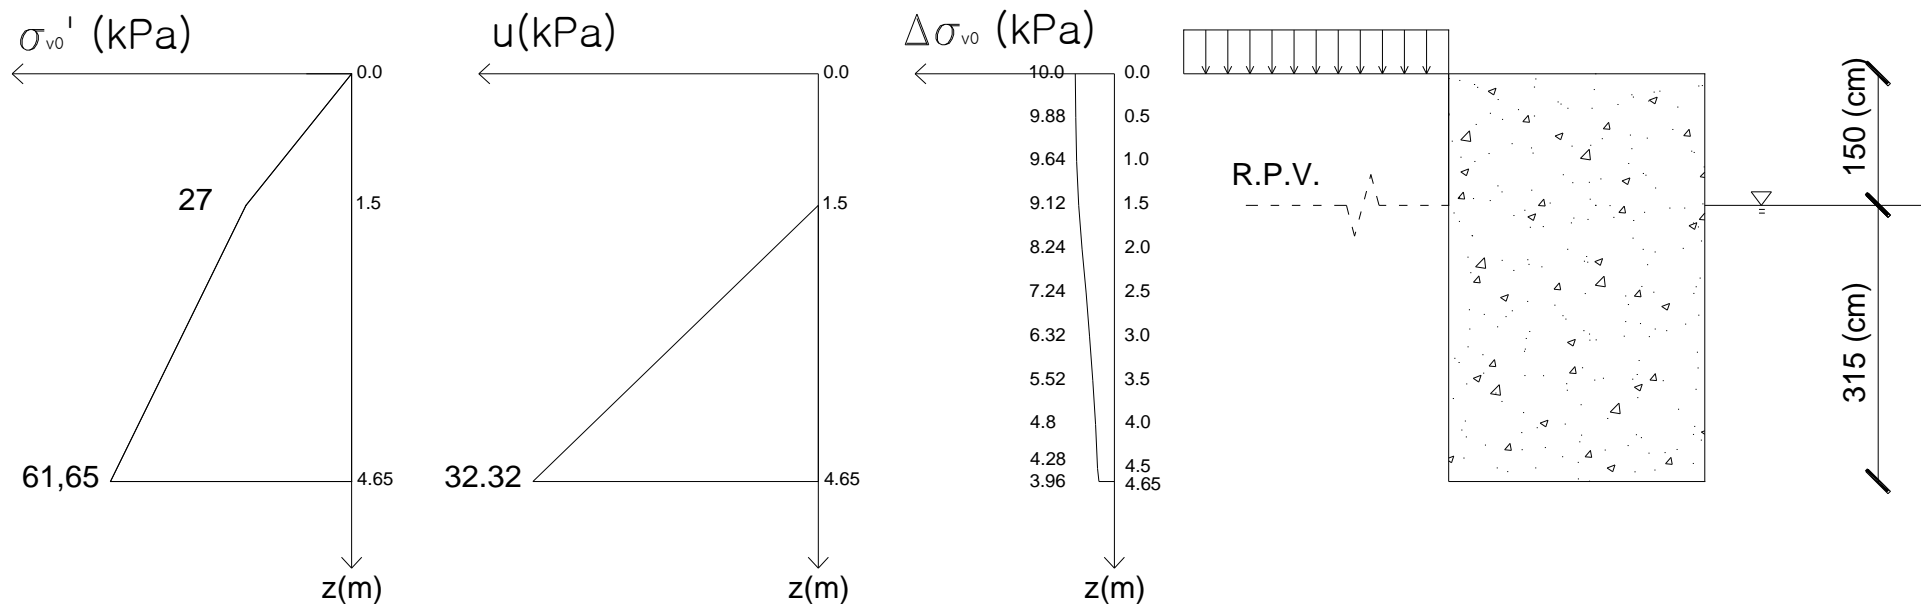 σv0' (kPa)
0.0
27
1.5
61,65
4.65
z(m)
u(kPa)
0.0
1.5
32.32
4.65
z(m)
Δσv0 (kPa)
10.0 0.0
9.88 0.5
9.64 1.0
9.12 1.5
8.24 2.0
7.24 2.5
6.32 3.0
5.52 3.5
4.8 4.0
4.28 4.5
3.96 4.65
z(m)
R.P.V.
150 (cm)
315 (cm)